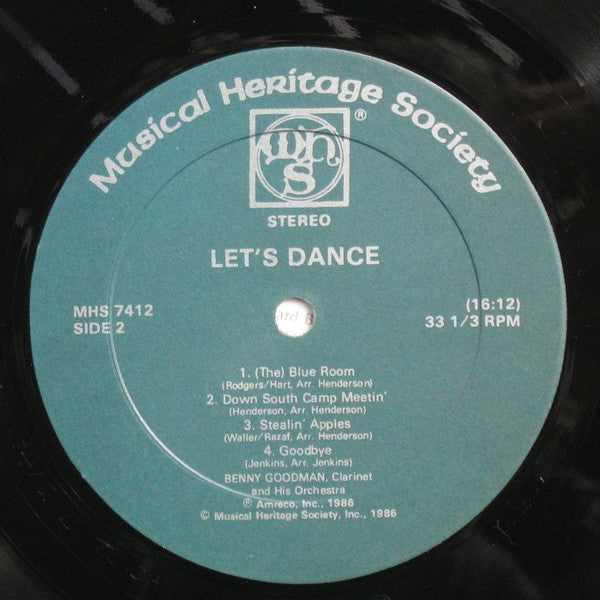 Musical Heritage Society
mhs
®
STEREO
LET'S DANCE
MHS 7412
SIDE 2
(16:12)
33 1/3 RPM
ard B
1. (The) Blue Room
(Rodgers/Hart, Arr. Henderson)
2. Down South Camp Meetin'
(Henderson, Arr. Henderson)
3. Stealin' Apples
(Waller/Razaf, Arr. Henderson)
4. Goodbye
(Jenkins, Arr. Jenkins)
BENNY GOODMAN, Clarinet
and His Orchestra
℗ Amreco, Inc., 1986
© Musical Heritage Society, Inc., 1986